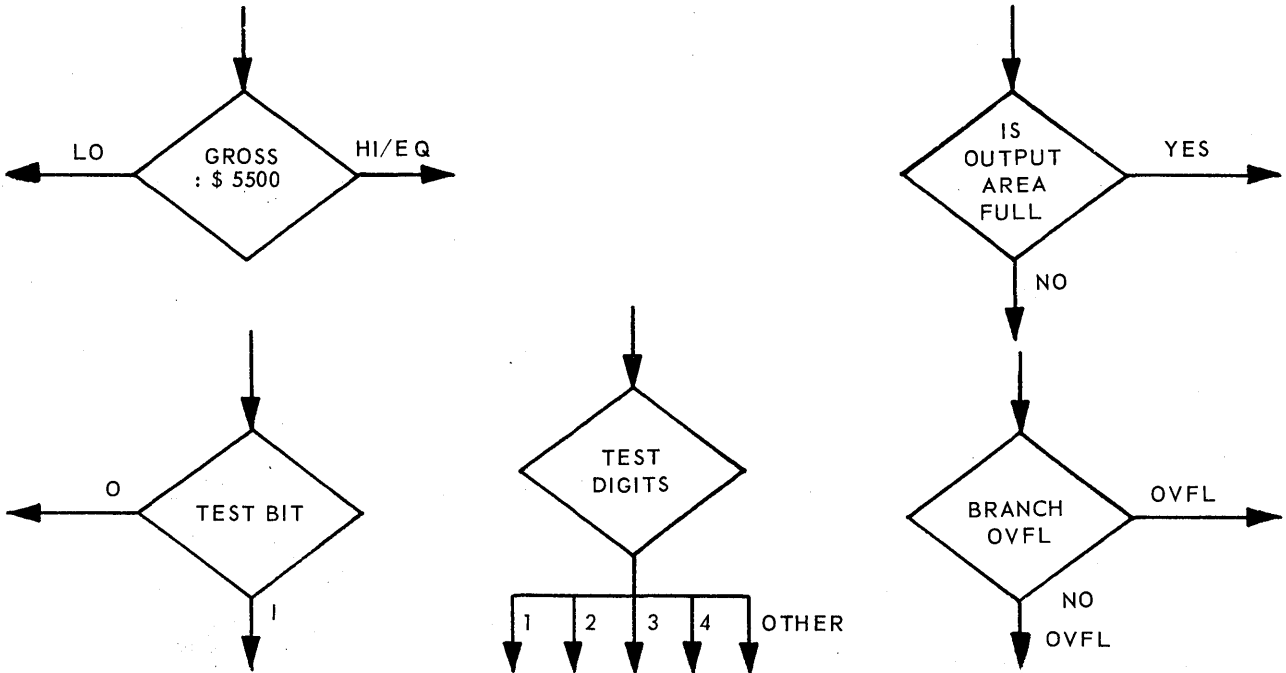 LO
GROSS
: $ 5500
HI/EQ
IS
OUTPUT
AREA
FULL
YES
NO
O
TEST BIT
I
TEST
DIGITS
1 2 3 4 OTHER
BRANCH
OVFL
OVFL
NO
OVFL